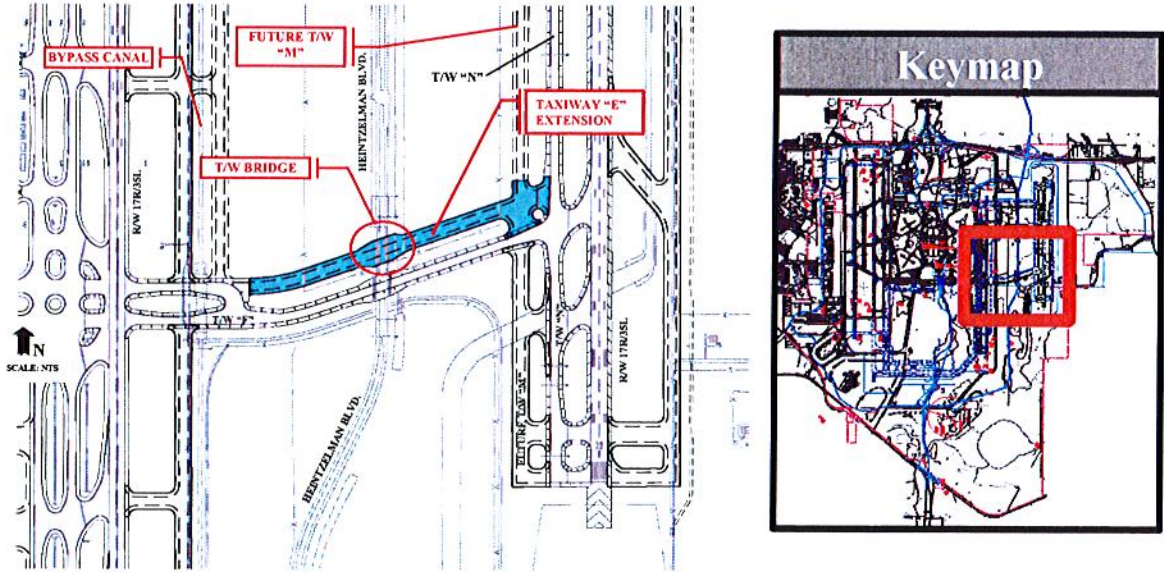 BYPASS CANAL
FUTURE T/W
"M"
HEINTZELMAN BLVD.
T/W "N"
TAXIWAY "E"
EXTENSION
T/W BRIDGE
R/W 17R/35L
T/W "F"
N
SCALE: NTS
HEINTZELMAN BLVD.
FUTURE T/W "M"
T/W "N"
R/W 17R/35L
Keymap